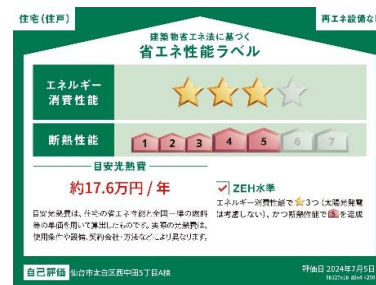 住宅(住戸)
再エネ設備な
建築物省エネ法に基づく
省エネ性能ラベル
エネルギー
消費性能
断熱性能
1 2 3 4 5 6 7
目安光熱費
約17.6万円 / 年
目安光熱費は、住宅の省エネ性能と全国一律の燃料
等の単価を用いて算出したものです。実際の光熱費は、
使用条件や設備、契約会社・方法などにより異なります。
ZEH水準
エネルギー消費性能で★3つ (太陽光発電
は考慮しない)、かつ断熱性能で5を達成
自己評価 仙台市太白区西中田5丁目A棟
評価日 2024年7月5日